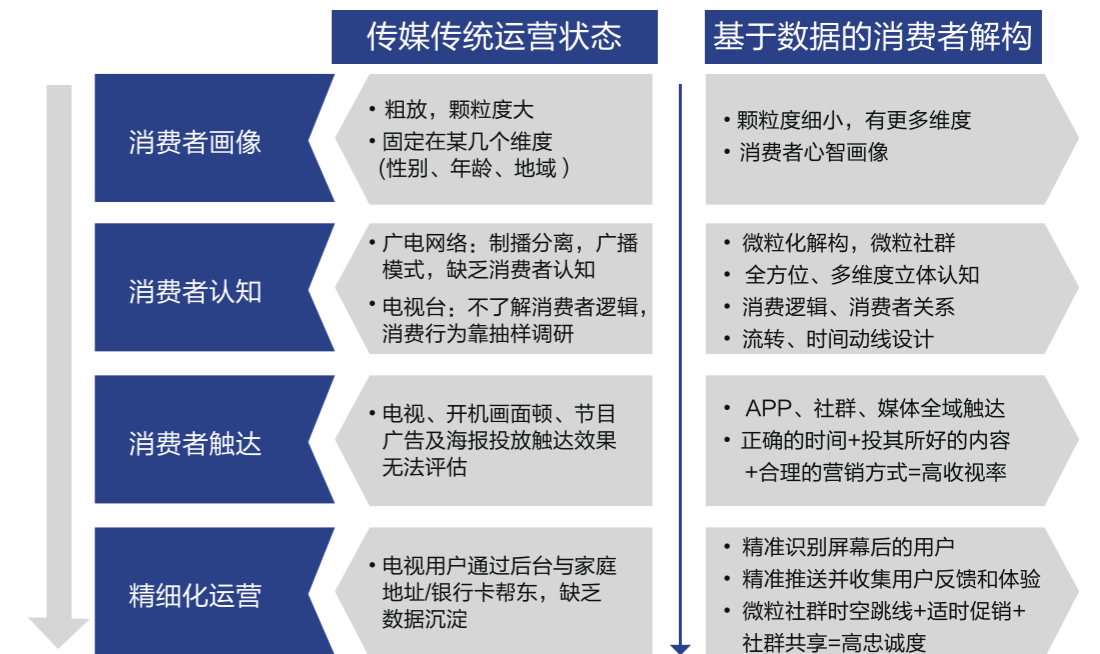 传媒传统运营状态
基于数据的消费者解构
消费者画像
• 粗放，颗粒度大
• 固定在某几个维度
(性别、年龄、地域）
• 颗粒度细小，有更多维度
• 消费者心智画像
消费者认知
• 广电网络：制播分离，广播
模式，缺乏消费者认知
• 电视台：不了解消费者逻辑，
消费行为靠抽样调研
• 微粒化解构，微粒社群
• 全方位、多维度立体认知
• 消费逻辑、消费者关系
• 流转、时间动线设计
消费者触达
• 电视、开机画面顿、节目
广告及海报投放触达效果
无法评估
• APP、社群、媒体全域触达
• 正确的时间+投其所好的内容
+合理的营销方式=高收视率
精细化运营
• 电视用户通过后台与家庭
地址/银行卡帮东，缺乏
数据沉淀
• 精准识别屏幕后的用户
• 精准推送并收集用户反馈和体验
• 微粒社群时空跳线+适时促销+
社群共享=高忠诚度